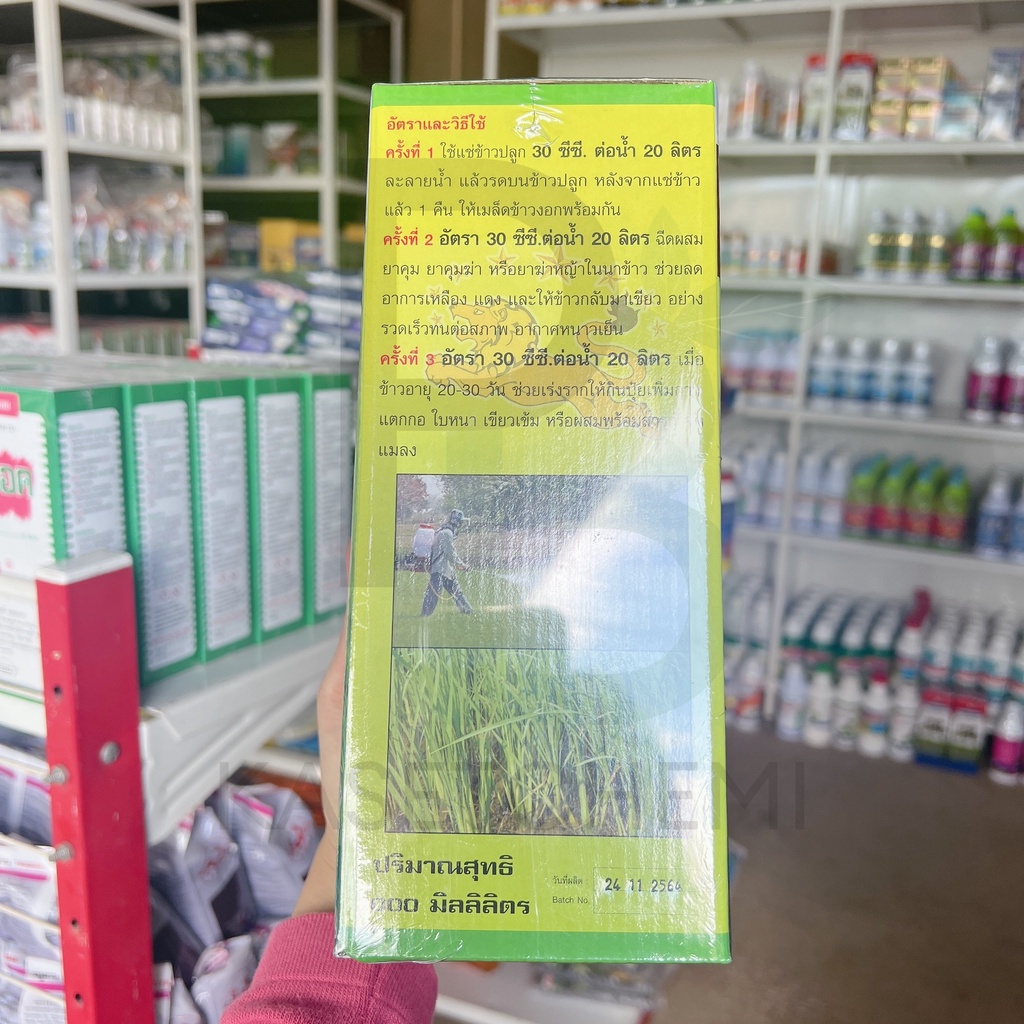 อัตราและวิธีใช้
ครั้งที่ 1 ใช้แช่ข้าวปลูก 30 ซีซี. ต่อน้ำ 20 ลิตร
ละลายน้ำ แล้วรดบนข้าวปลูก หลังจากแช่ข้าว
แล้ว 1 คืน ให้เมล็ดข้าวงอกพร้อมกัน
ครั้งที่ 2 อัตรา 30 ซีซี.ต่อน้ำ 20 ลิตร ฉีดผสม
ยาคุม ยาคุมฆ่า หรือยาฆ่าหญ้าในนาข้าว ช่วยลด
อาการเหลือง แดง และให้ข้าวกลับมาเขียว อย่าง
รวดเร็วทันต่อสภาพ อากาศหนาวเย็น
ครั้งที่ 3 อัตรา 30 ซีซี.ต่อน้ำ 20 ลิตร เมื่อ
ข้าวอายุ 20-30 วัน ช่วยเร่งรากให้กินปุ๋ยเพิ่ม
แตกกอ ใบหนา เขียวเข้ม หรือผสมพร้อม
แมลง
ปริมาณสุทธิ
มิลลิลิตร
วันที่ผลิต 24 11 2564
Batch No.
KASETCHEMI